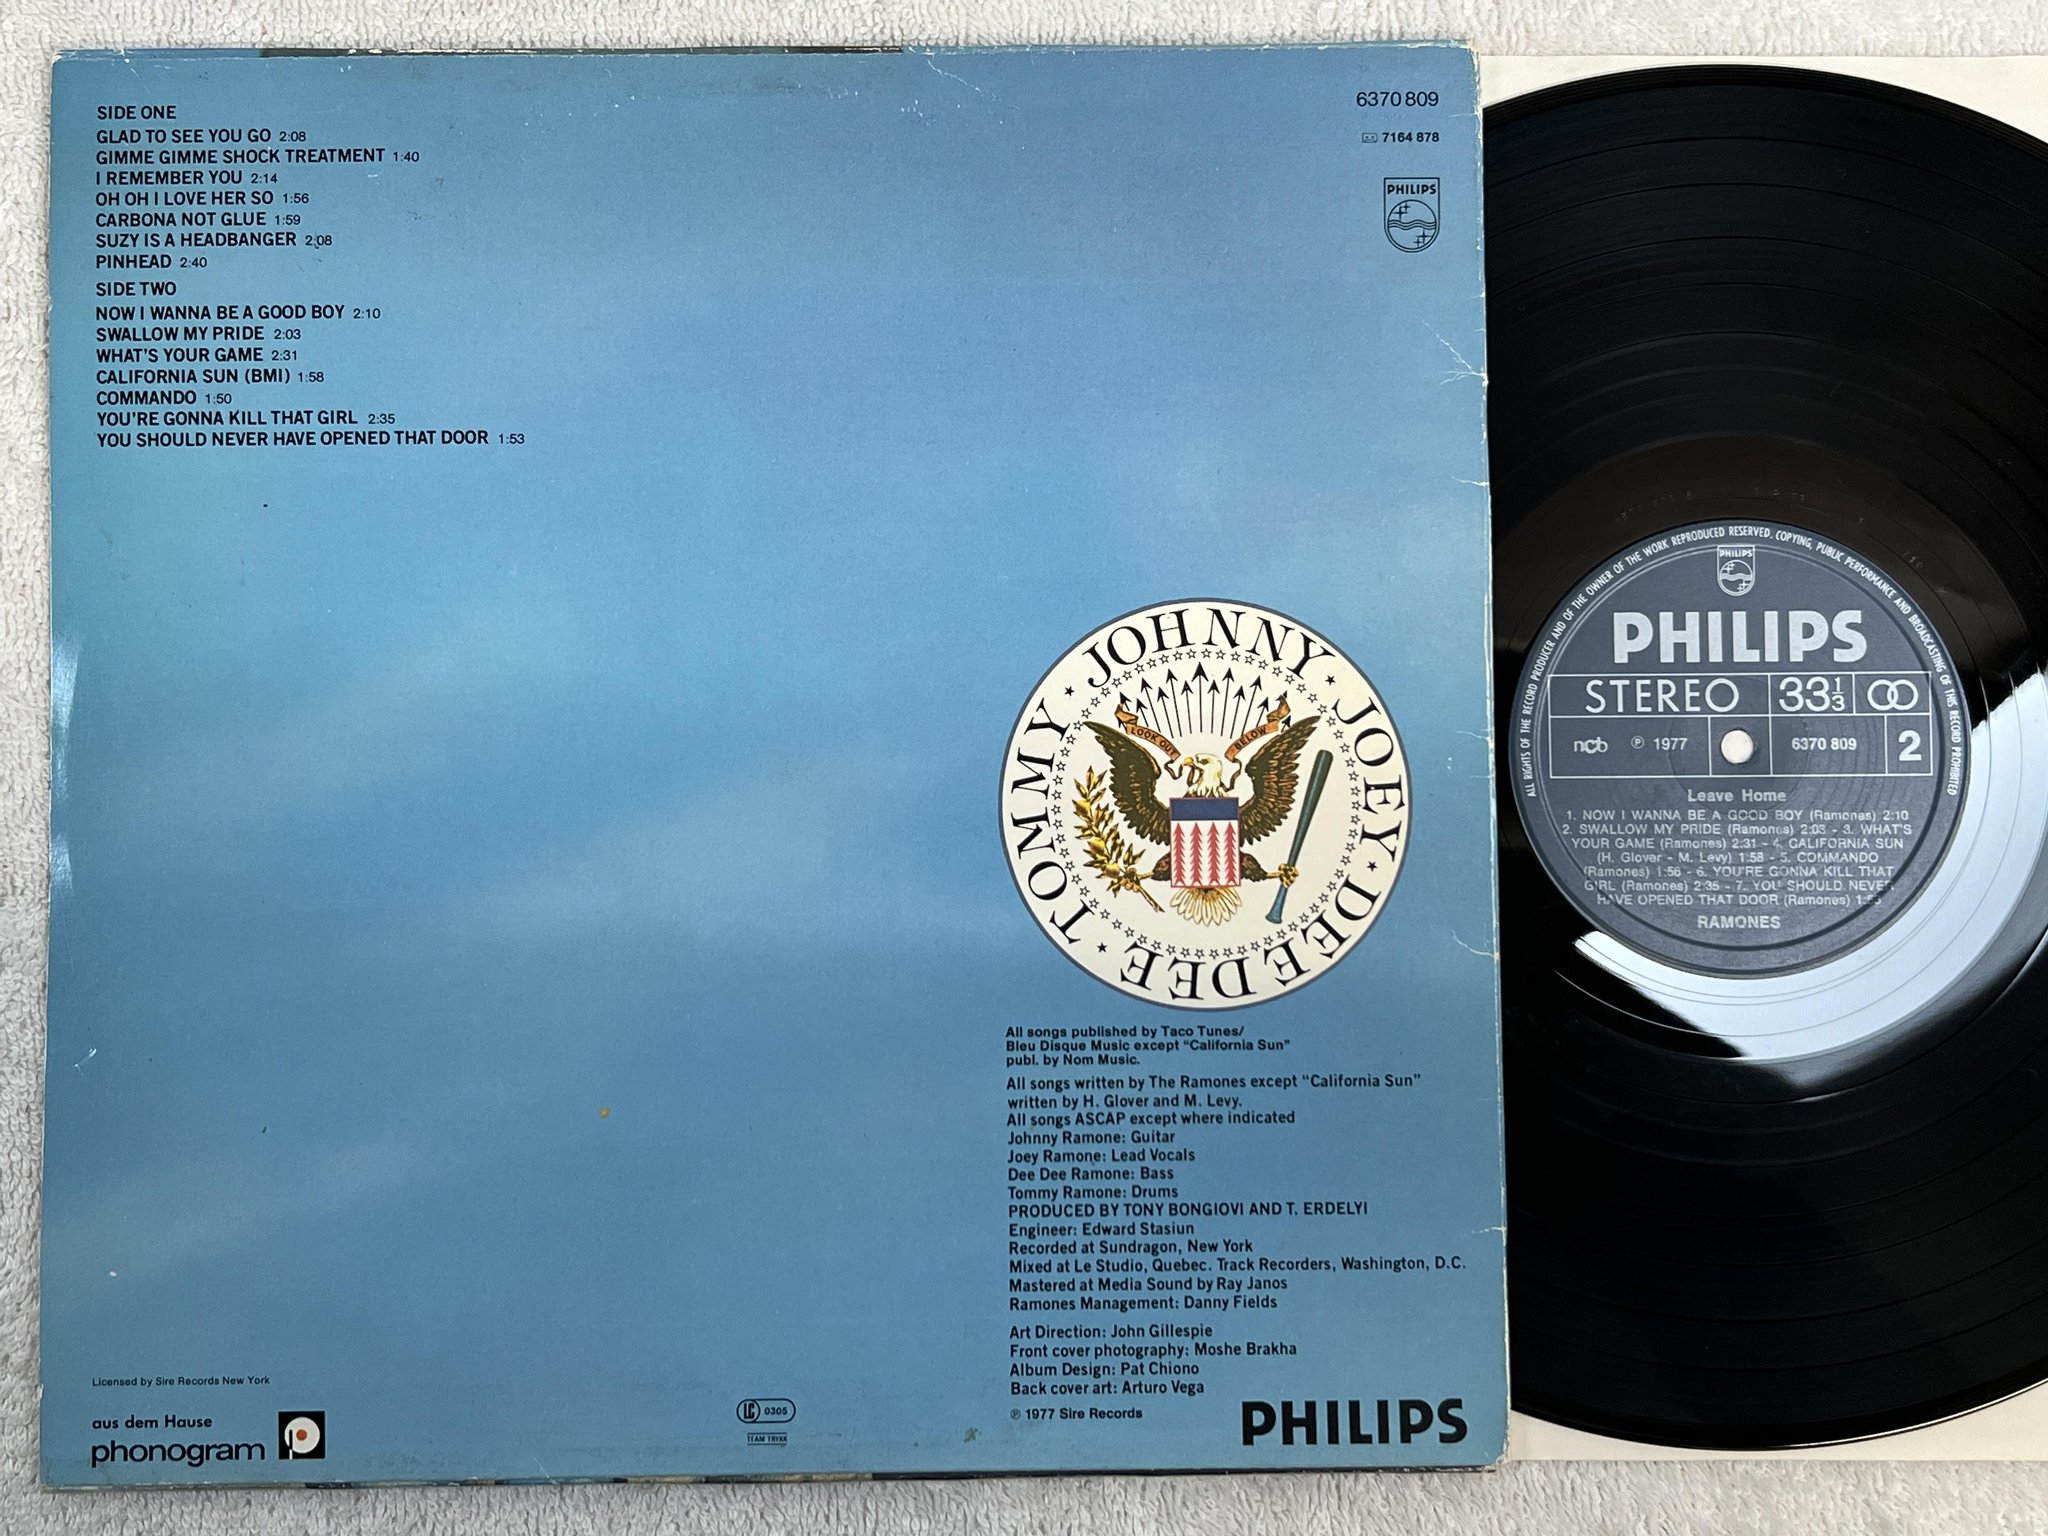 SIDE ONE
GLAD TO SEE YOU GO 2:08
GIMME GIMME SHOCK TREATMENT 1:40
I REMEMBER YOU 2:14
OH OH I LOVE HER SO 1:56
CARBONA NOT GLUE 1:59
SUZY IS A HEADBANGER 2:08
PINHEAD 2:40
SIDE TWO
NOW I WANNA BE A GOOD BOY 2:10
SWALLOW MY PRIDE 2:03
WHAT'S YOUR GAME 2:31
CALIFORNIA SUN (BMI) 1:58
COMMANDO 1:50
YOU'RE GONNA KILL THAT GIRL 2:35
YOU SHOULD NEVER HAVE OPENED THAT DOOR 1:53
6370 809
7164 878
PHILIPS
JOHNNY · JOEY · DEE DEE ★ TOMMY ★
LOOK OUT BELOW
All songs published by Taco Tunes/
Bleu Disque Music except "California Sun"
publ. by Nom Music.
All songs written by The Ramones except "California Sun"
written by H. Glover and M. Levy.
All songs ASCAP except where indicated
Johnny Ramone: Guitar
Joey Ramone: Lead Vocals
Dee Dee Ramone: Bass
Tommy Ramone: Drums
PRODUCED BY TONY BONGIOVI AND T. ERDELYI
Engineer: Edward Stasiun
Recorded at Sundragon, New York
Mixed at Le Studio, Quebec. Track Recorders, Washington, D.C.
Mastered at Media Sound by Ray Janos
Ramones Management: Danny Fields
Art Direction: John Gillespie
Front cover photography: Moshe Brakha
Album Design: Pat Chiono
Back cover art: Arturo Vega
℗ 1977 Sire Records
PHILIPS
Licensed by Sire Records New York
aus dem Hause
phonogram
LC 0305
TEAM TRYKK
ALL RIGHTS OF THE RECORD PRODUCER AND OF THE OWNER OF THE WORK REPRODUCED RESERVED. COPYING, PUBLIC PERFORMANCE AND BROADCASTING OF THIS RECORD PROHIBITED
PHILIPS
PHILIPS
STEREO 33 1/3
ncb ℗ 1977 6370 809 2
Leave Home
1. NOW I WANNA BE A GOOD BOY (Ramones) 2:10
2. SWALLOW MY PRIDE (Ramones) 2:03 - 3. WHAT'S
YOUR GAME (Ramones) 2:31 - 4. CALIFORNIA SUN
(H. Glover - M. Levy) 1:58 - 5. COMMANDO
(Ramones) 1:56 - 6. YOU'RE GONNA KILL THAT
GIRL (Ramones) 2:35 - 7. YOU SHOULD NEVER
HAVE OPENED THAT DOOR (Ramones)
RAMONES